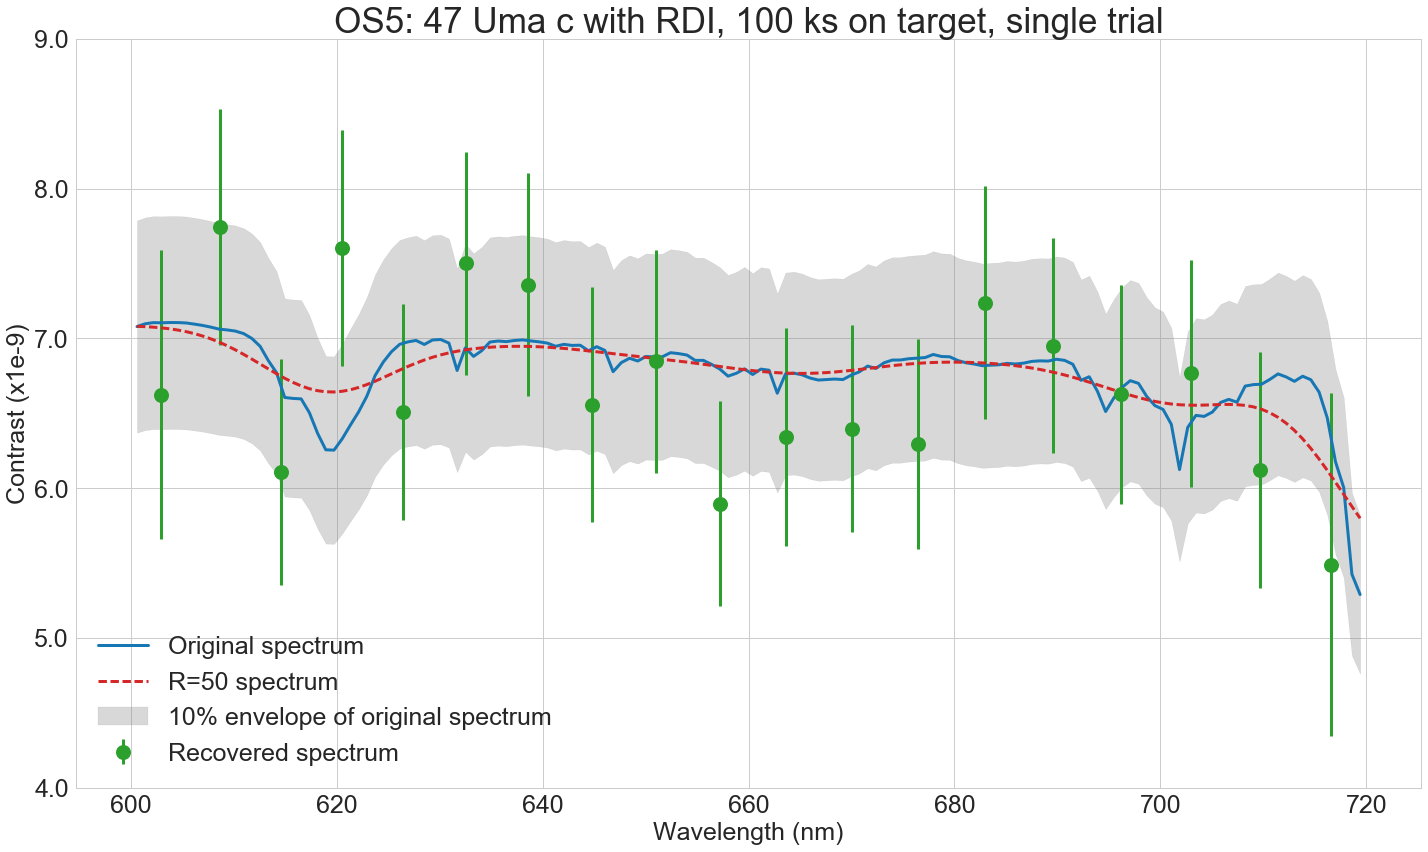 OS5: 47 Uma c with RDI, 100 ks on target, single trial
9.0
8.0
7.0
6.0
5.0
4.0
Contrast (x1e-9)
Original spectrum
R=50 spectrum
10% envelope of original spectrum
Recovered spectrum
600 620 640 660 680 700 720
Wavelength (nm)